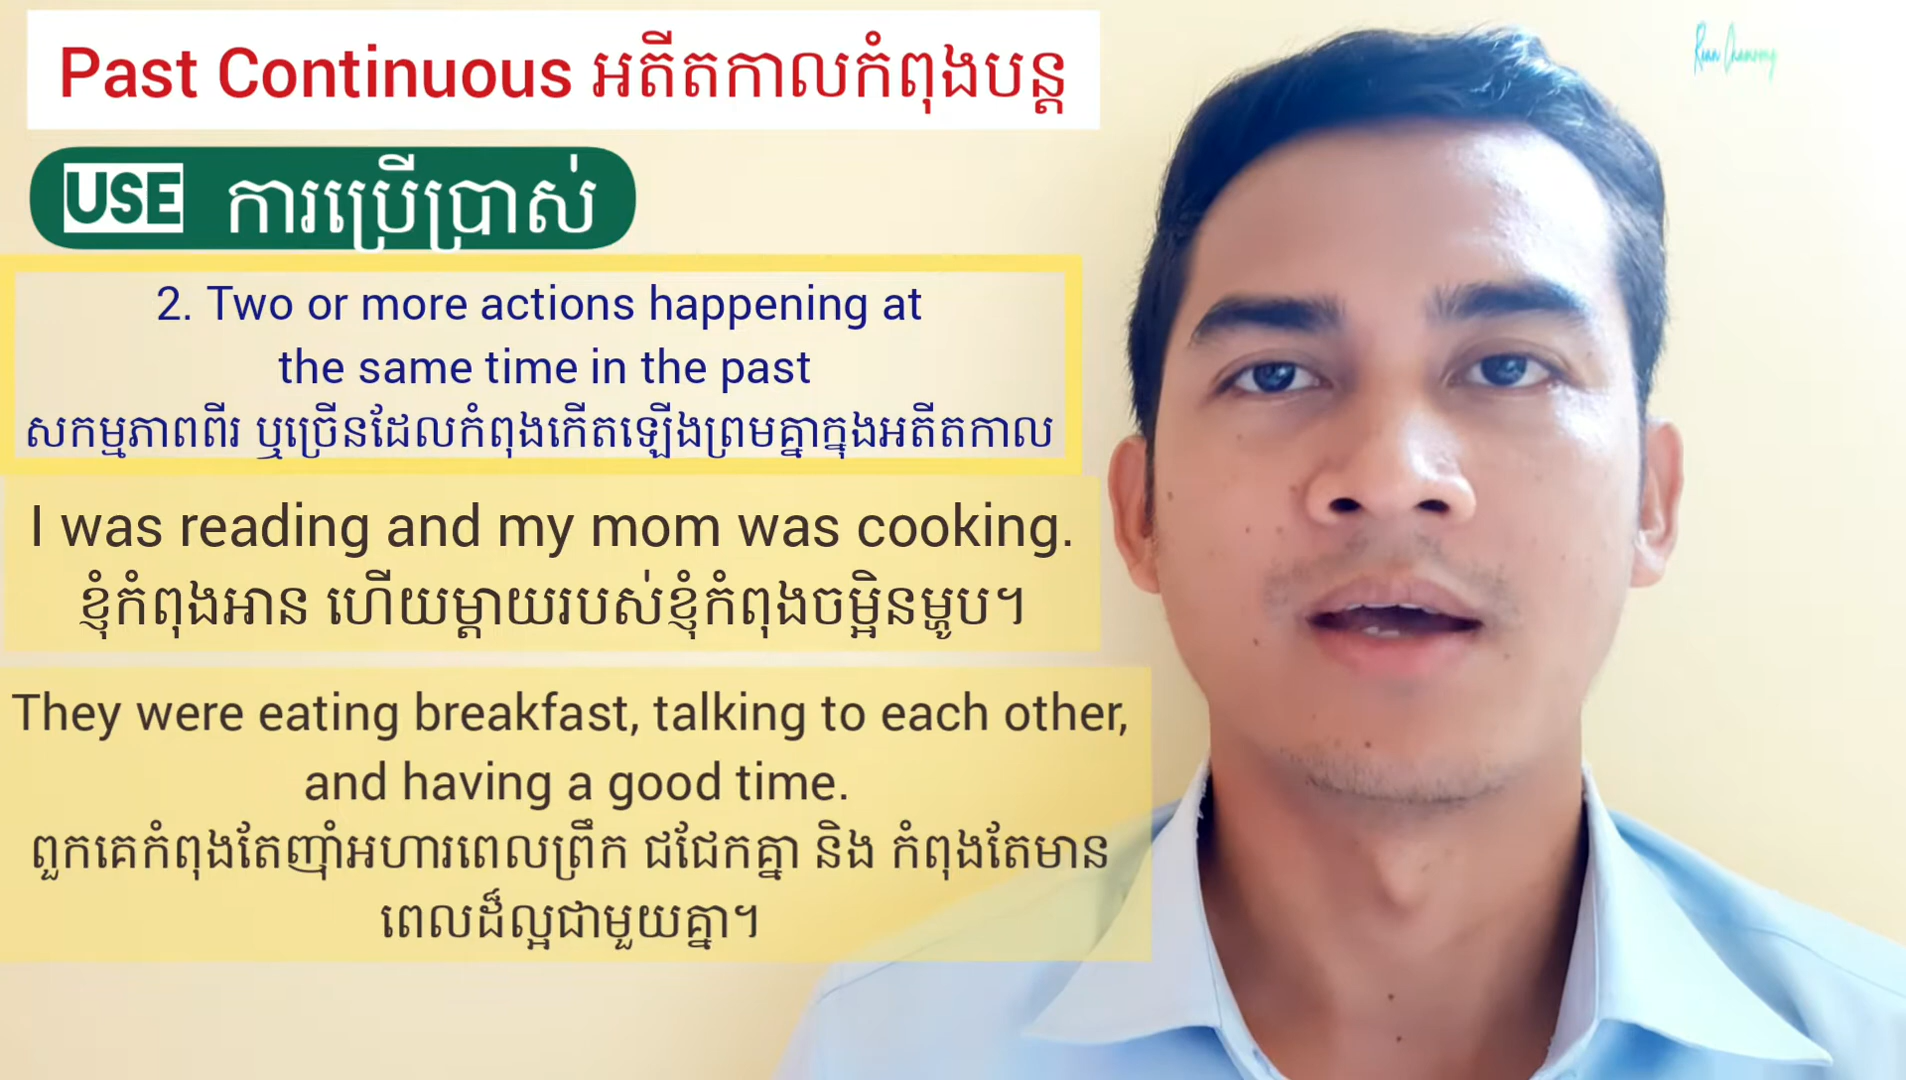 Past Continuous អតីតកាលកំពុងបន្ត
USE ការប្រើប្រាស់
2. Two or more actions happening at
the same time in the past
សកម្មភាពពីរ ឬច្រើនដែលកំពុងកើតឡើងព្រមគ្នាក្នុងអតីតកាល
I was reading and my mom was cooking.
ខ្ញុំកំពុងអាន ហើយម្តាយរបស់ខ្ញុំកំពុងចម្អិនម្ហូប។
They were eating breakfast, talking to each other,
and having a good time.
ពួកគេកំពុងតែញ៉ាំអហារពេលព្រឹក ជជែកគ្នា និង កំពុងតែមាន
ពេលដ៏ល្អជាមួយគ្នា។